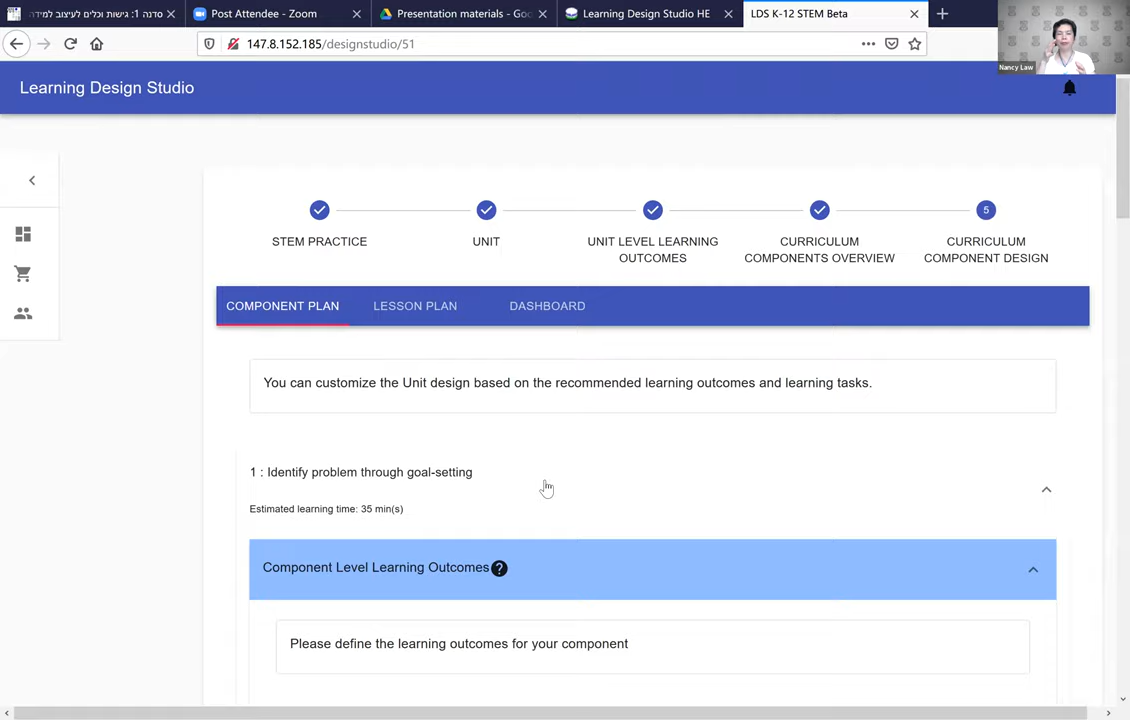 סדנה 1: גישות וכלים לעיצוב למידה
Post Attendee - Zoom
Presentation materials - Goo
Learning Design Studio HE
LDS K-12 STEM Beta
147.8.152.185/designstudio/51
Nancy Law
Learning Design Studio
5
STEM PRACTICE
UNIT
UNIT LEVEL LEARNING
OUTCOMES
CURRICULUM
COMPONENTS OVERVIEW
CURRICULUM
COMPONENT DESIGN
COMPONENT PLAN
LESSON PLAN
DASHBOARD
You can customize the Unit design based on the recommended learning outcomes and learning tasks.
1 : Identify problem through goal-setting
Estimated learning time: 35 min(s)
Component Level Learning Outcomes ?
Please define the learning outcomes for your component